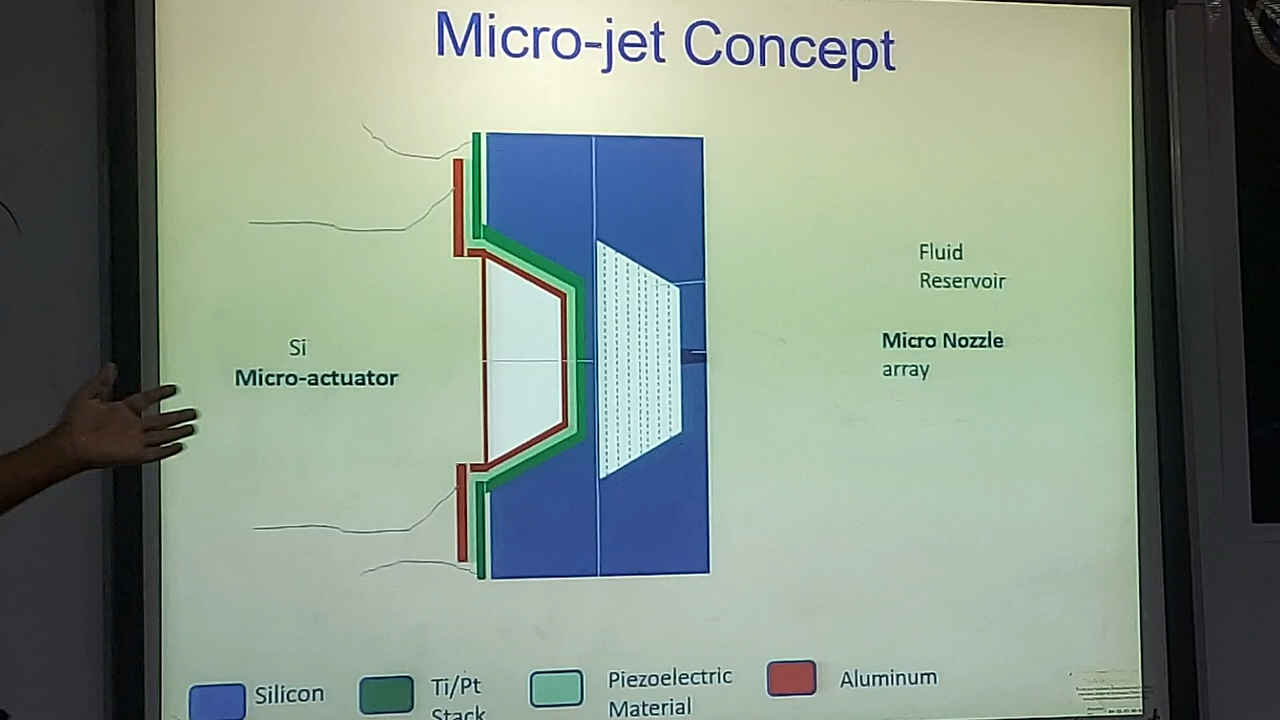 Micro-jet Concept
Fluid
Reservoir
Si
Micro-actuator
Micro Nozzle
array
Silicon
Ti/Pt
Stack
Piezoelectric
Material
Aluminum